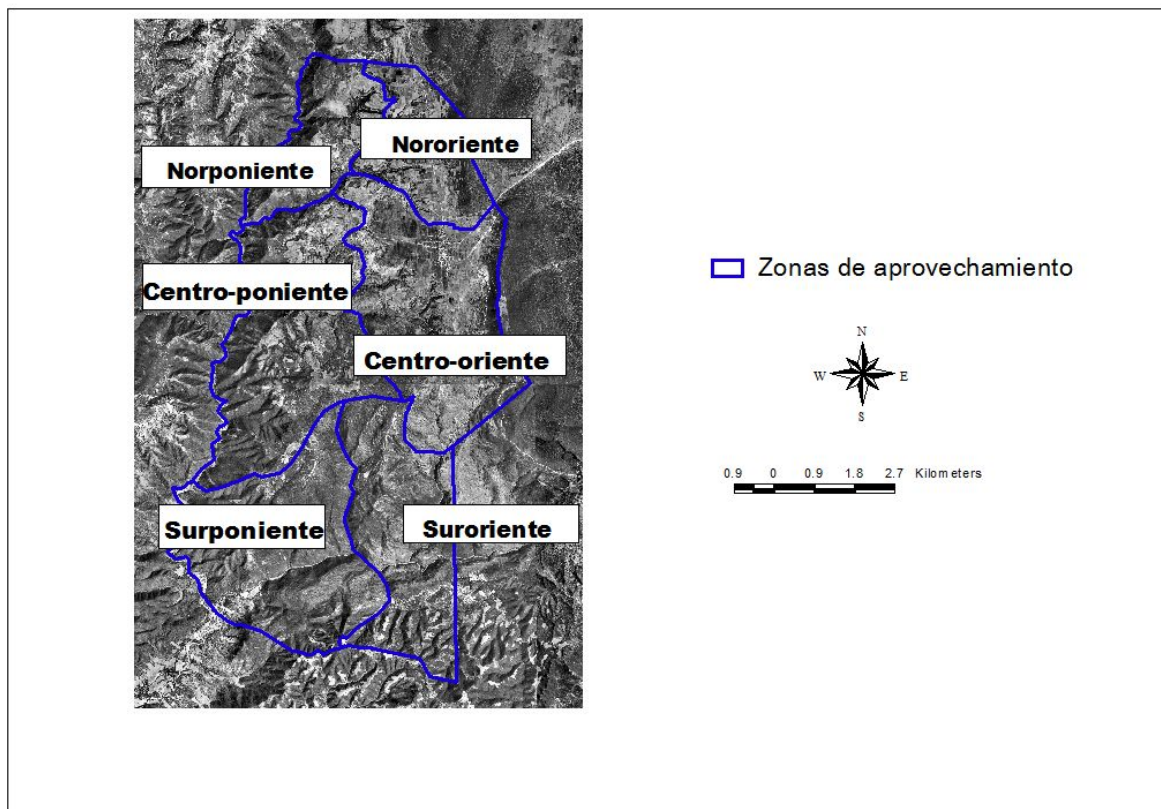 Nororiente
Norponiente
Centro-poniente
Centro-oriente
Surponiente
Suroriente
Zonas de aprovechamiento
N
W E
S
0.9 0 0.9 1.8 2.7 Kilometers